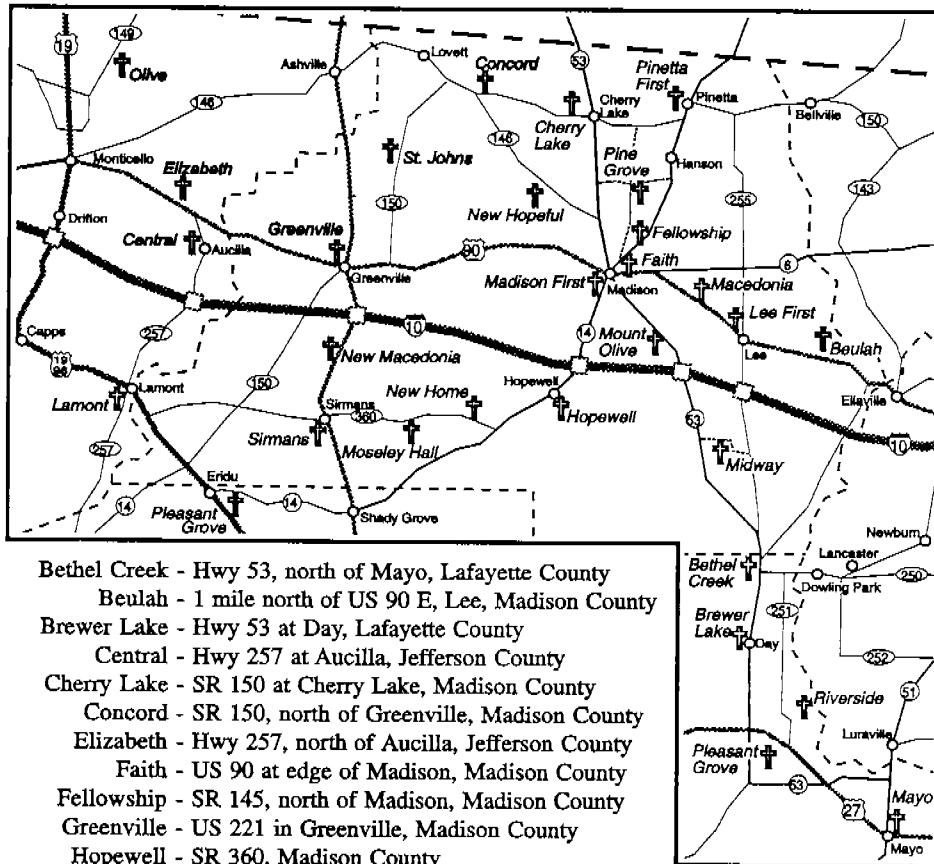 19
149
Olive
146
Monticello
Drifton
Capps
19
Lamont
Lamont
257
257
14
Elizabeth
Central
Aucilla
Ashville
Lovett
Concord
St. Johns
150
146
New Hopeful
Greenville
Greenville
90
10
New Macedonia
150
New Home
Sirmans
360
Sirmans
Moseley Hall
Eridu
Pleasant
Grove
14
Shady Grove
53
Cherry
Lake
Cherry
Lake
Pinetta
First
Pinetta
Bellville
150
143
Pine
Grove
Hanson
255
Fellowship
Faith
Madison First
Madison
6
Macedonia
Lee First
Lee
Beulah
Ellaville
14
Mount
Olive
Hopewell
Hopewell
53
10
Midway
Newburn
Lancaster
Bethel
Creek
Dowling Park
250
251
Brewer
Lake
Day
252
51
Riverside
Luraville
Pleasant
Grove
53
27
Mayo
Mayo
Bethel Creek - Hwy 53, north of Mayo, Lafayette County
Beulah - 1 mile north of US 90 E, Lee, Madison County
Brewer Lake - Hwy 53 at Day, Lafayette County
Central - Hwy 257 at Aucilla, Jefferson County
Cherry Lake - SR 150 at Cherry Lake, Madison County
Concord - SR 150, north of Greenville, Madison County
Elizabeth - Hwy 257, north of Aucilla, Jefferson County
Faith - US 90 at edge of Madison, Madison County
Fellowship - SR 145, north of Madison, Madison County
Greenville - US 221 in Greenville, Madison County
Hopewell - SR 360, Madison County